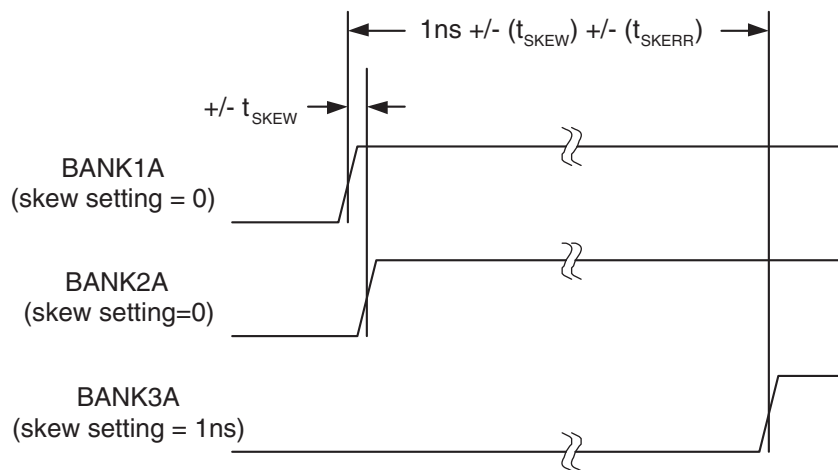 1ns +/- (tSKEW) +/- (tSKERR)
+/- tSKEW
BANK1A
(skew setting = 0)
BANK2A
(skew setting=0)
BANK3A
(skew setting = 1ns)